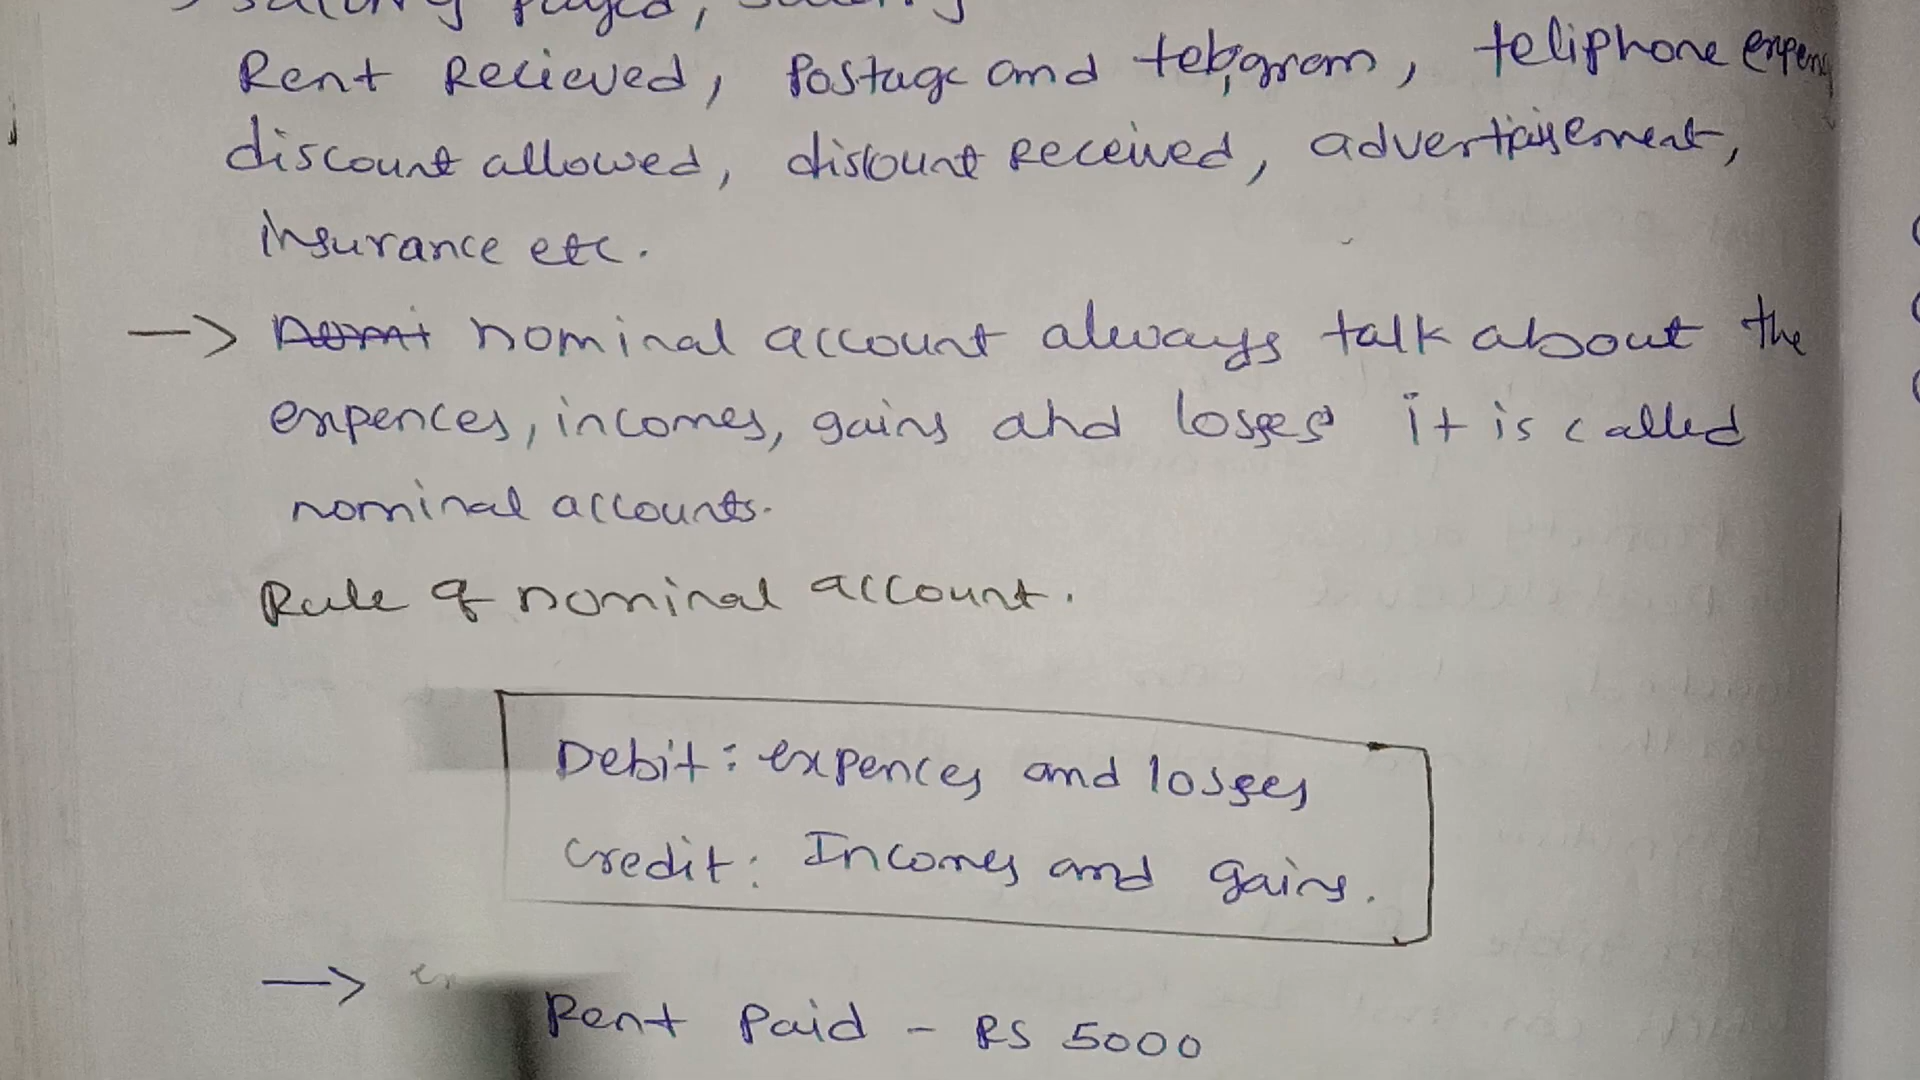 Rent Recieved, Postage and telegram, teliphone
discount allowed, discount received, advertisement,
insurance etc.
-> nominal account always talk about the
expences, incomes, gains and losses it is called
nominal accounts.
Rule of nominal account.
Debit: expences and losses
credit: Incomes and gains.
->
Rent Paid - RS 5000